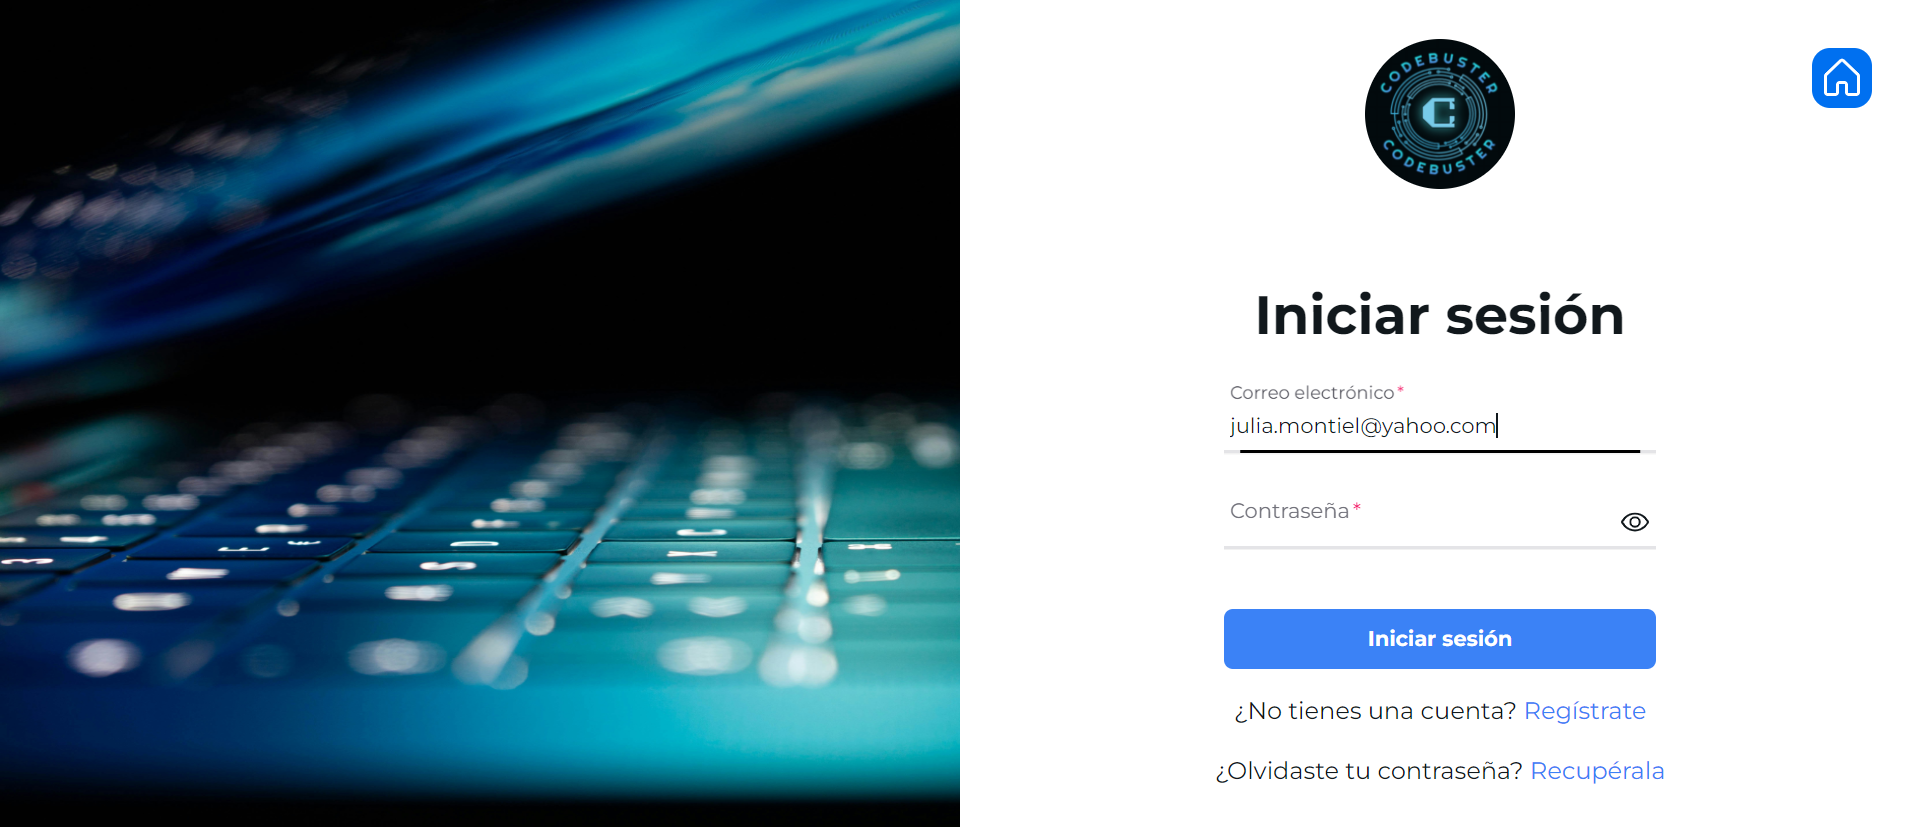 CODEBUSTER
C
CODEBUSTER
Iniciar sesión
Correo electrónico*
julia.montiel@yahoo.com
Contraseña*
Iniciar sesión
¿No tienes una cuenta? Regístrate
¿Olvidaste tu contraseña? Recupérala